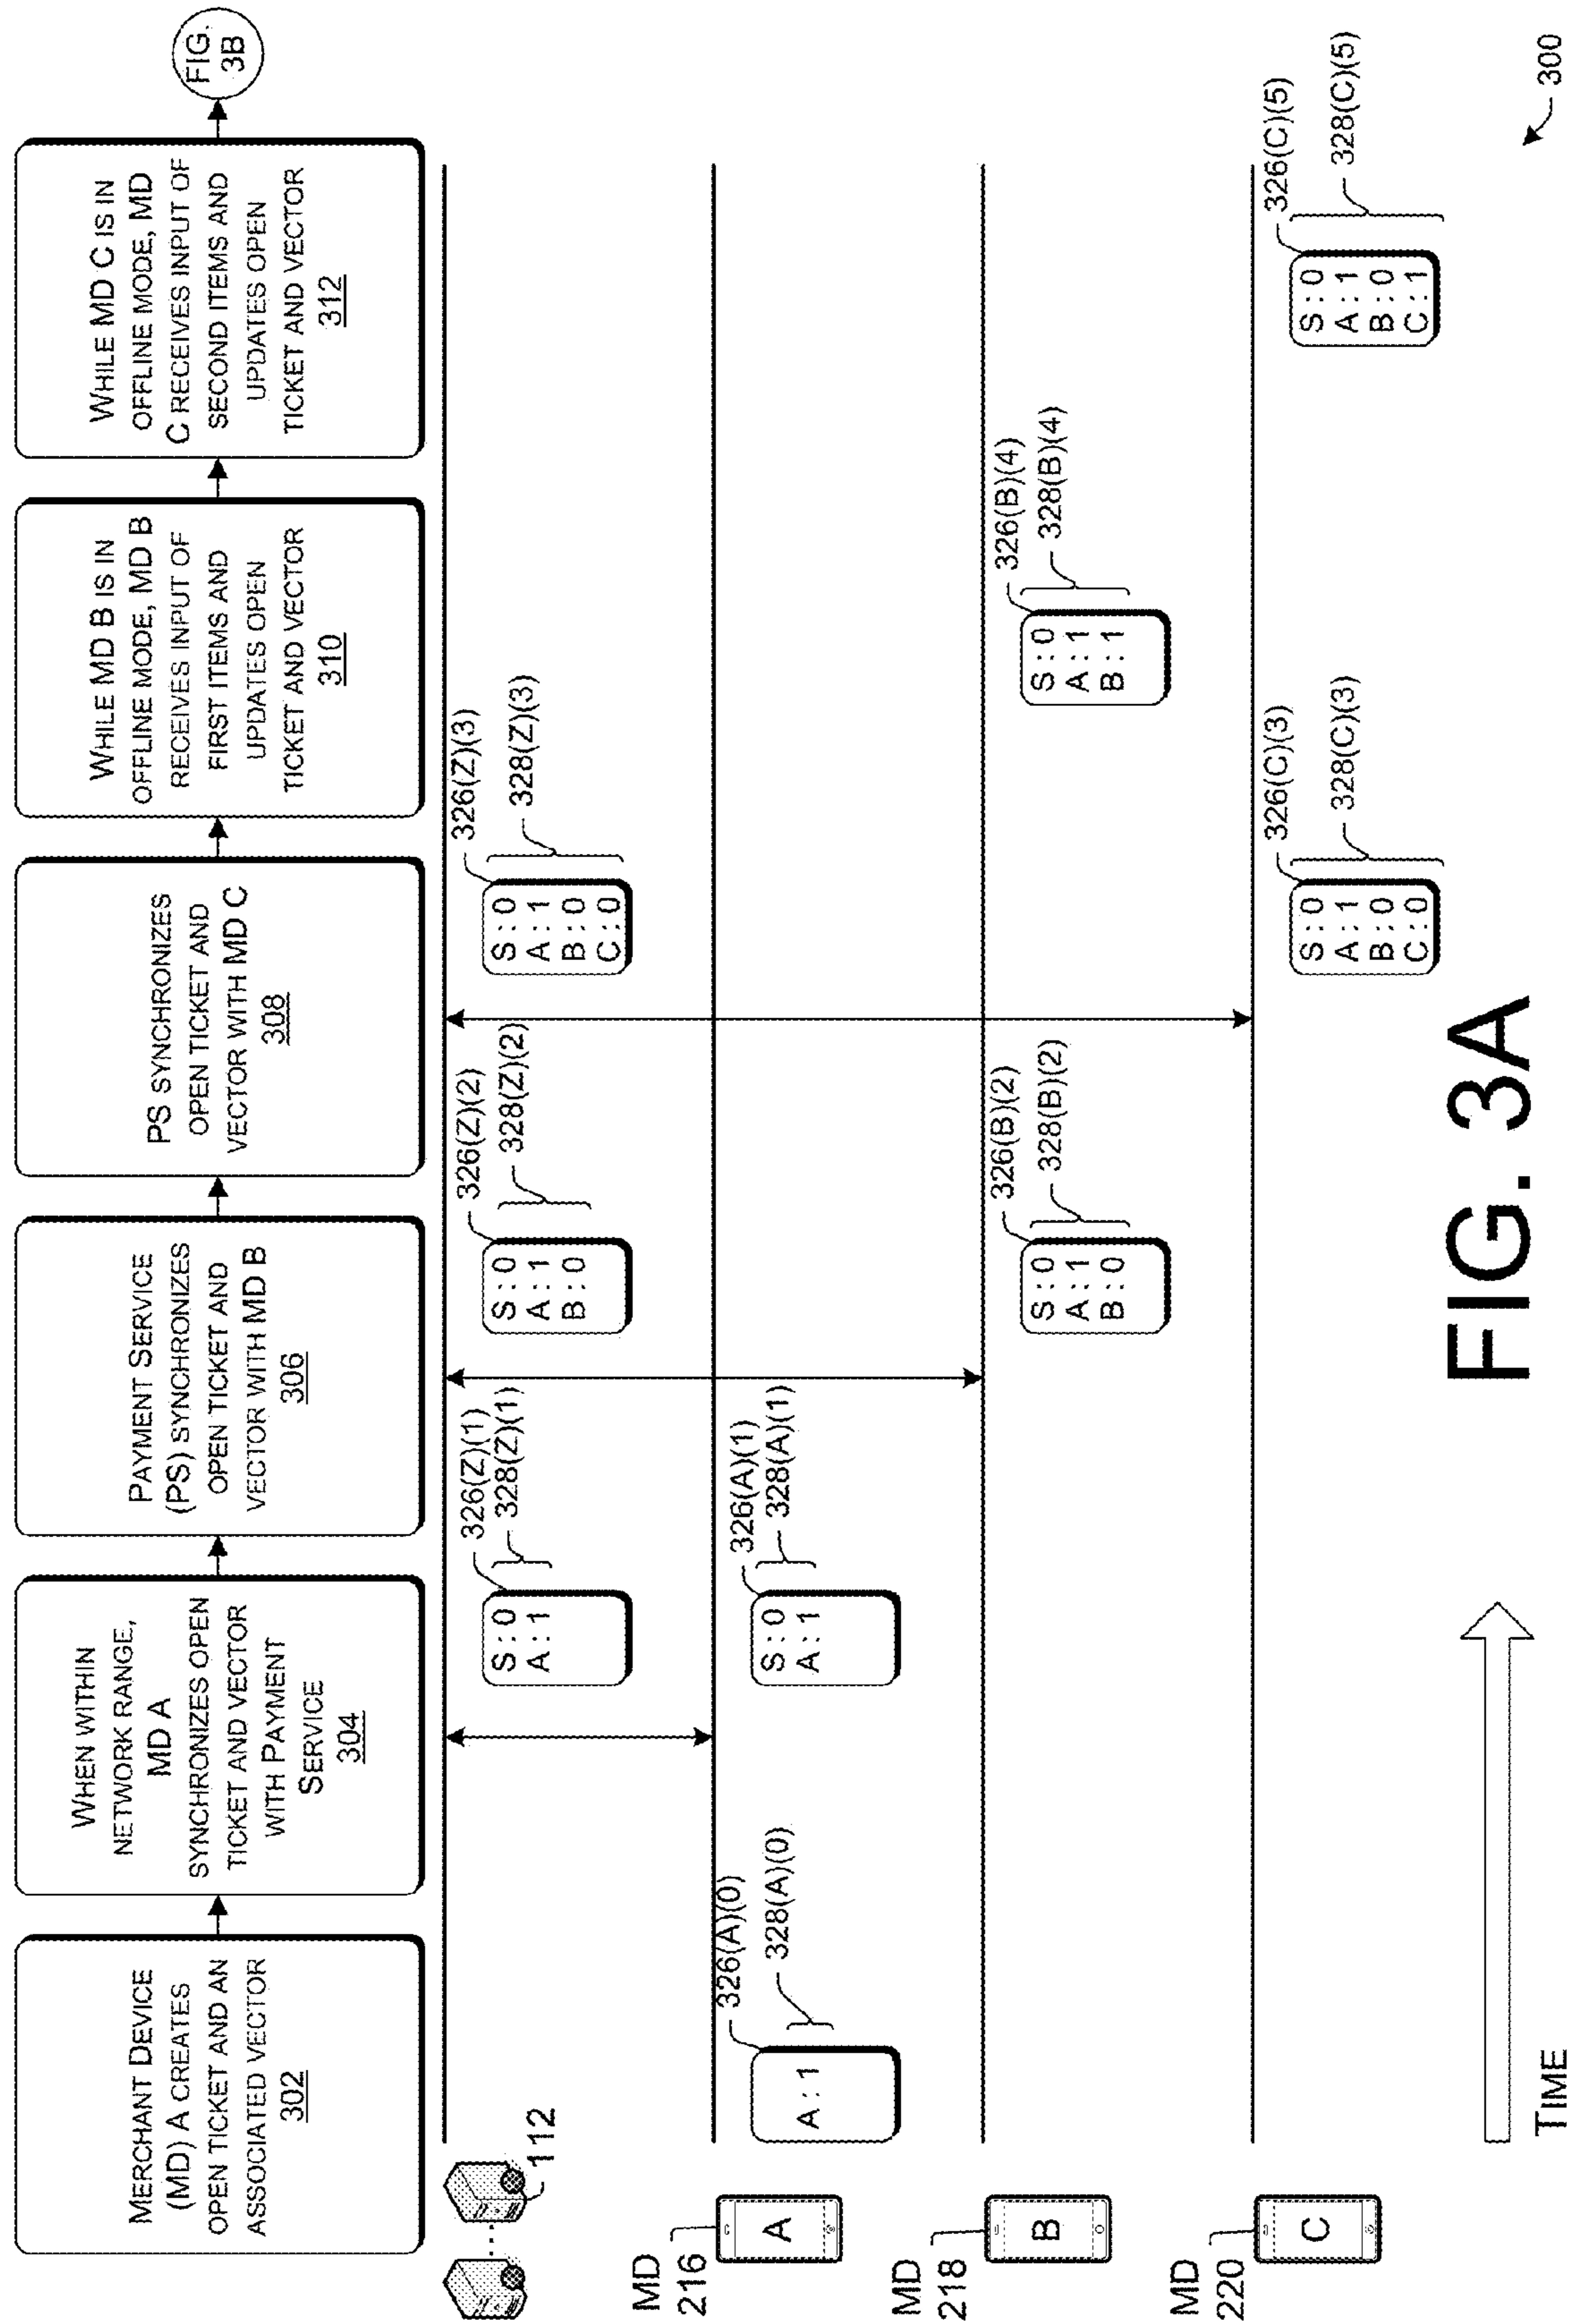 MERCHANT DEVICE
(MD) A CREATES
OPEN TICKET AND AN
ASSOCIATED VECTOR
302
WHEN WITHIN
NETWORK RANGE,
MD A
SYNCHRONIZES OPEN
TICKET AND VECTOR
WITH PAYMENT
SERVICE
304
PAYMENT SERVICE
(PS) SYNCHRONIZES
OPEN TICKET AND
VECTOR WITH MD B
306
PS SYNCHRONIZES
OPEN TICKET AND
VECTOR WITH MD C
308
WHILE MD B IS IN
OFFLINE MODE, MD B
RECEIVES INPUT OF
FIRST ITEMS AND
UPDATES OPEN
TICKET AND VECTOR
310
WHILE MD C IS IN
OFFLINE MODE, MD
C RECEIVES INPUT OF
SECOND ITEMS AND
UPDATES OPEN
TICKET AND VECTOR
312
FIG.
3B
112
326(Z)(1)
328(Z)(1)
S : 0
A : 1
326(Z)(2)
328(Z)(2)
S : 0
A : 1
B : 0
326(Z)(3)
328(Z)(3)
S : 0
A : 1
B : 0
C : 0
MD
216
A
326(A)(0)
328(A)(0)
A : 1
326(A)(1)
328(A)(1)
S : 0
A : 1
MD
218
B
326(B)(2)
328(B)(2)
S : 0
A : 1
B : 0
326(B)(4)
328(B)(4)
S : 0
A : 1
B : 1
MD
220
C
326(C)(3)
328(C)(3)
S : 0
A : 1
B : 0
C : 0
326(C)(5)
328(C)(5)
S : 0
A : 1
B : 0
C : 1
TIME
FIG. 3A
300